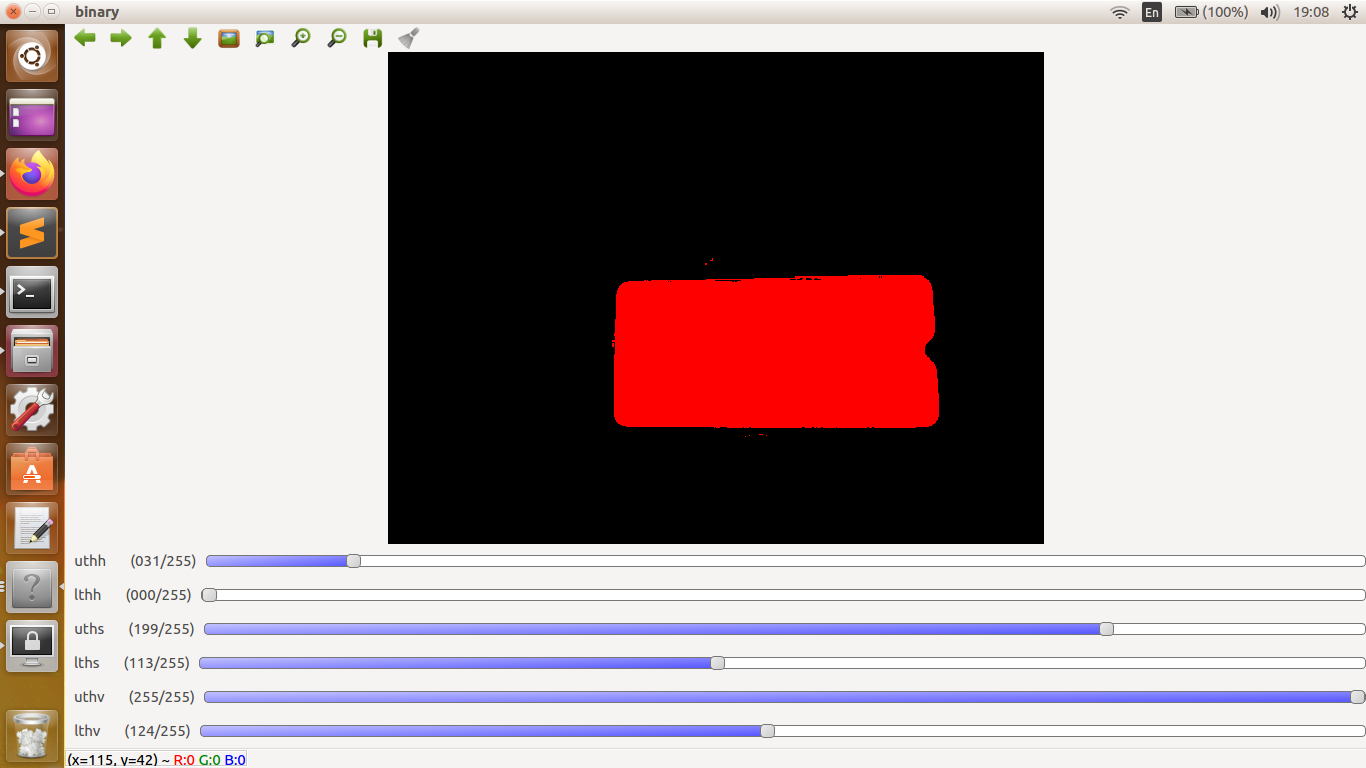 binary
En
(100%)
19:08
uthh (031/255)
lthh (000/255)
uths (199/255)
lths (113/255)
uthv (255/255)
lthv (124/255)
(x=115, y=42) ~ R:0 G:0 B:0